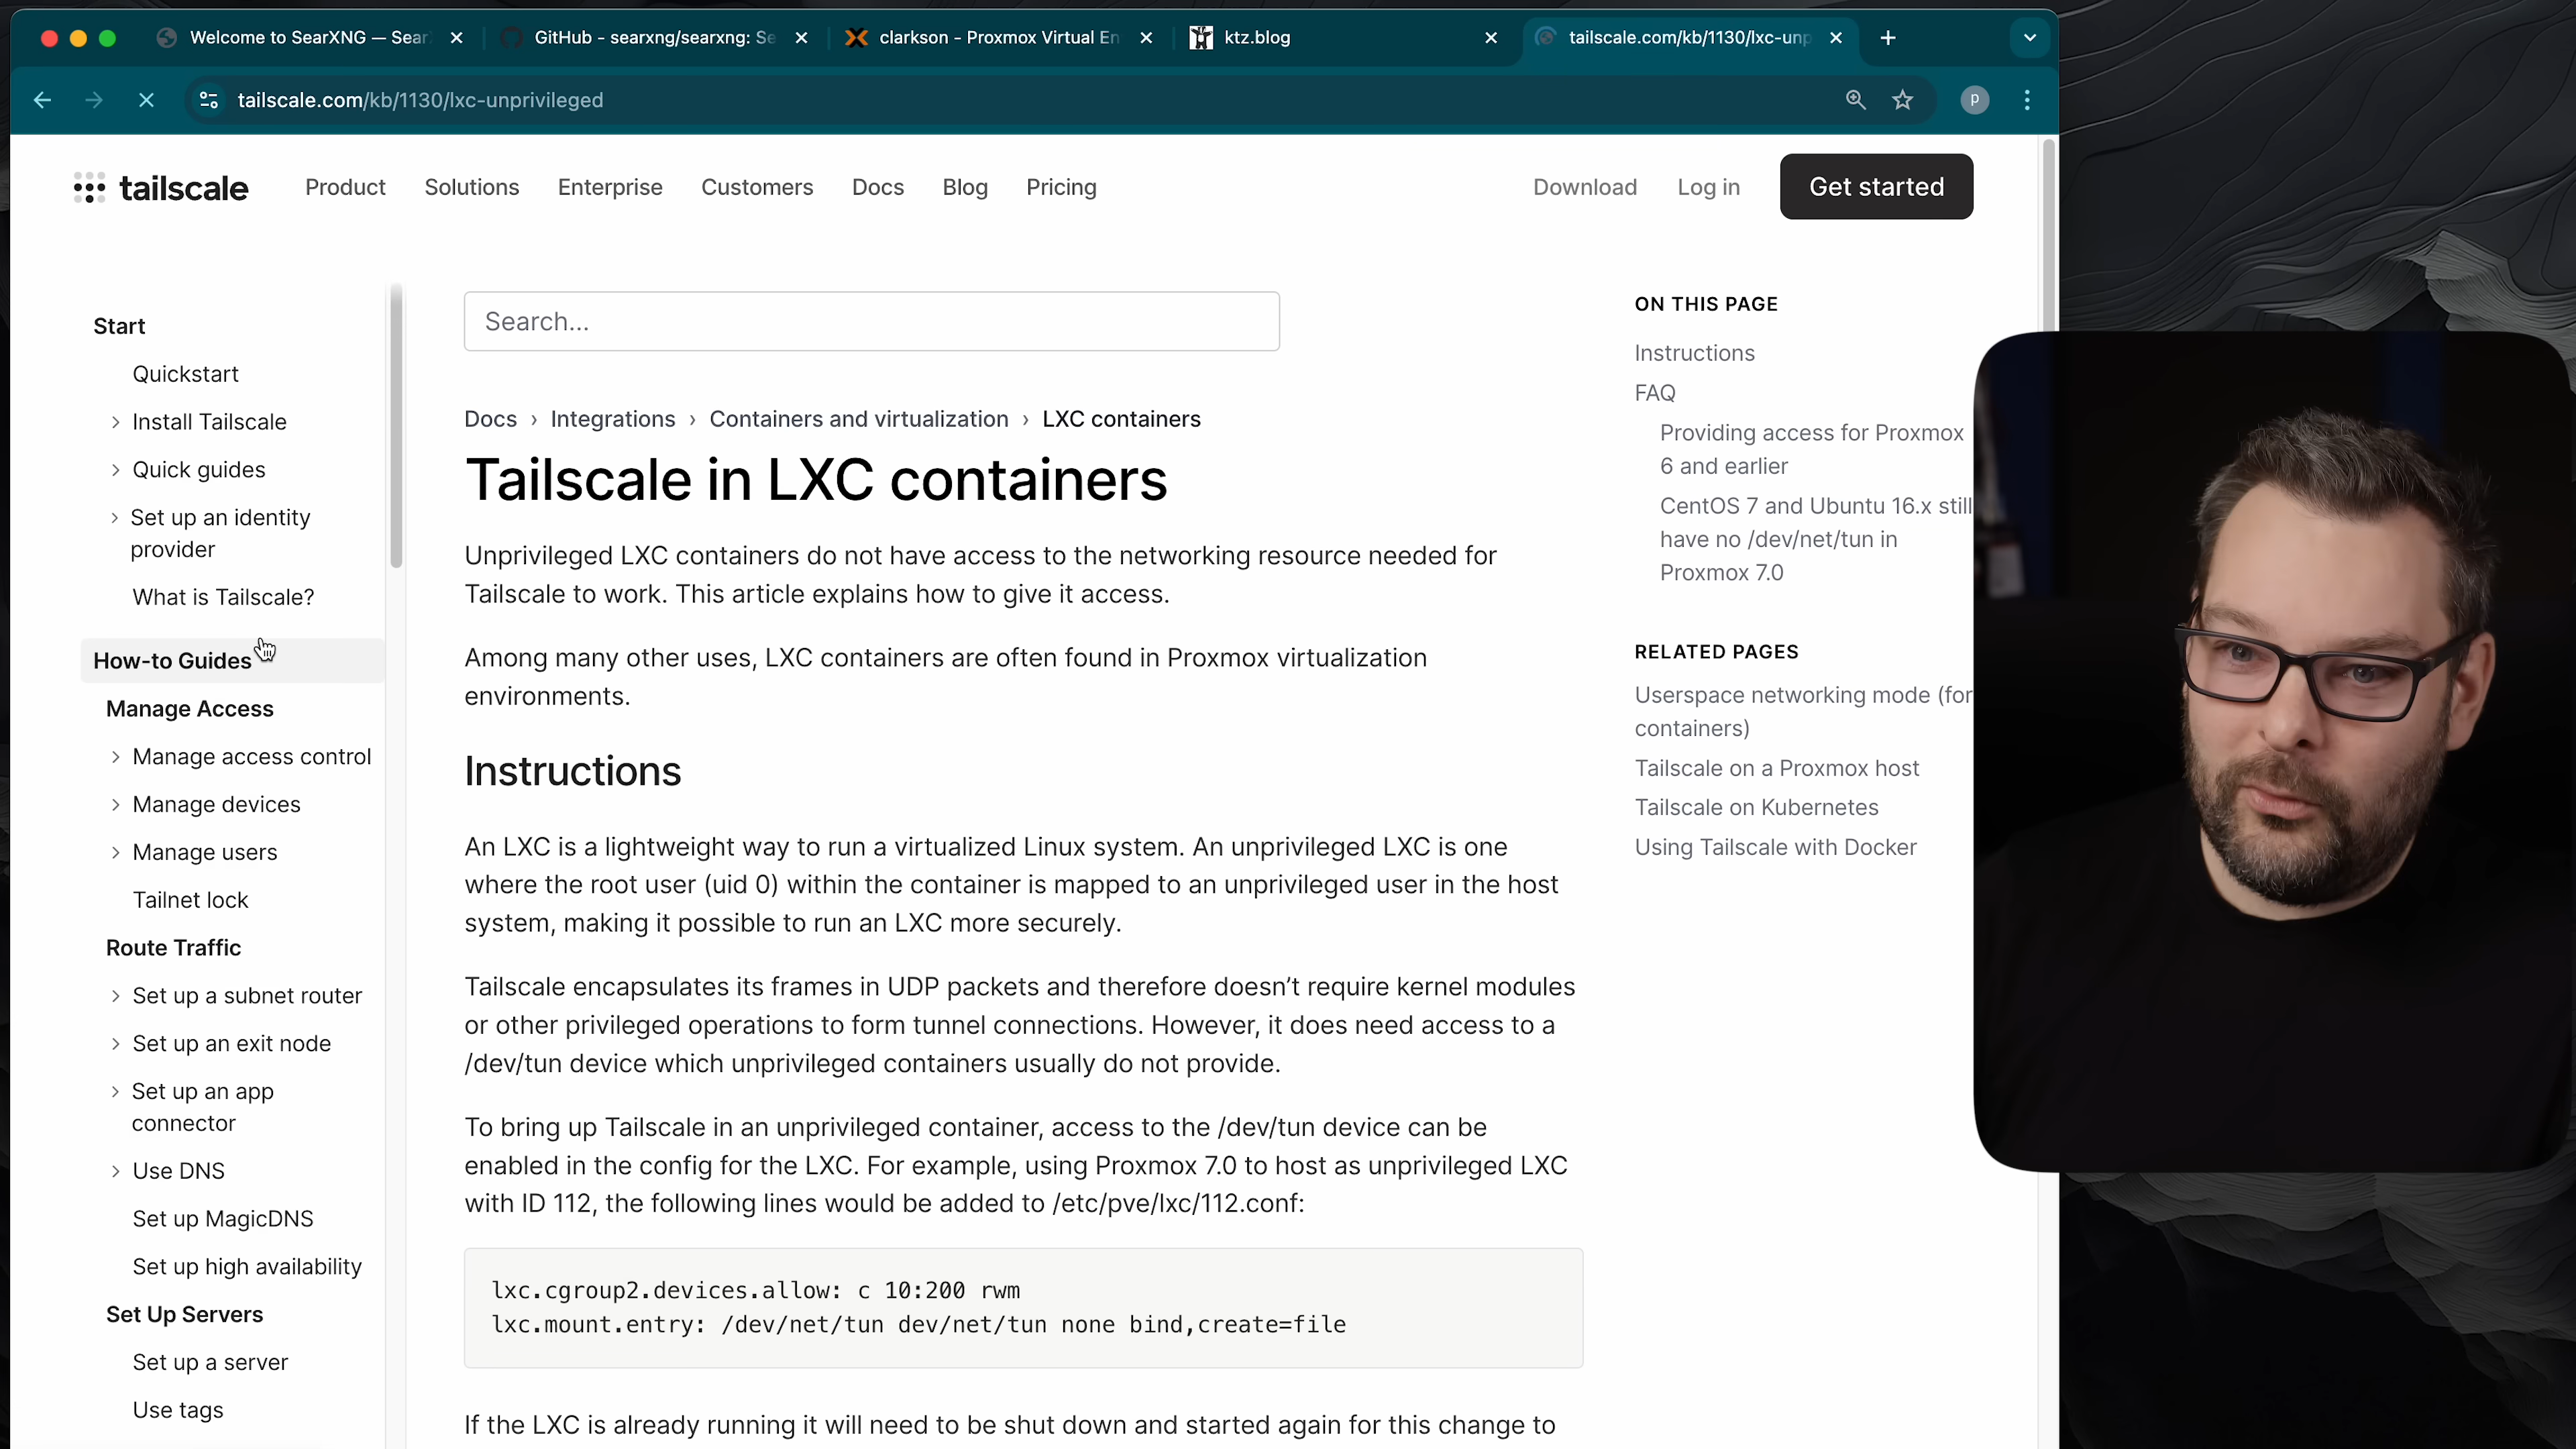 Welcome to SearXNG — Sear
GitHub - searxng/searxng: Se
clarkson - Proxmox Virtual En
ktz.blog
tailscale.com/kb/1130/lxc-unp
tailscale.com/kb/1130/lxc-unprivileged
P
tailscale
Product
Solutions
Enterprise
Customers
Docs
Blog
Pricing
Download
Log in
Get started
Start
Quickstart
Install Tailscale
Quick guides
Set up an identity
provider
What is Tailscale?
How-to Guides
Manage Access
Manage access control
Manage devices
Manage users
Tailnet lock
Route Traffic
Set up a subnet router
Set up an exit node
Set up an app
connector
Use DNS
Set up MagicDNS
Set up high availability
Set Up Servers
Set up a server
Use tags
Search...
Docs › Integrations › Containers and virtualization › LXC containers
Tailscale in LXC containers
Unprivileged LXC containers do not have access to the networking resource needed for
Tailscale to work. This article explains how to give it access.
Among many other uses, LXC containers are often found in Proxmox virtualization
environments.
Instructions
An LXC is a lightweight way to run a virtualized Linux system. An unprivileged LXC is one
where the root user (uid 0) within the container is mapped to an unprivileged user in the host
system, making it possible to run an LXC more securely.
Tailscale encapsulates its frames in UDP packets and therefore doesn’t require kernel modules
or other privileged operations to form tunnel connections. However, it does need access to a
/dev/tun device which unprivileged containers usually do not provide.
To bring up Tailscale in an unprivileged container, access to the /dev/tun device can be
enabled in the config for the LXC. For example, using Proxmox 7.0 to host as unprivileged LXC
with ID 112, the following lines would be added to /etc/pve/lxc/112.conf:
lxc.cgroup2.devices.allow: c 10:200 rwm
lxc.mount.entry: /dev/net/tun dev/net/tun none bind,create=file
If the LXC is already running it will need to be shut down and started again for this change to
ON THIS PAGE
Instructions
FAQ
Providing access for Proxmox
6 and earlier
CentOS 7 and Ubuntu 16.x still
have no /dev/net/tun in
Proxmox 7.0
RELATED PAGES
Userspace networking mode (for
containers)
Tailscale on a Proxmox host
Tailscale on Kubernetes
Using Tailscale with Docker